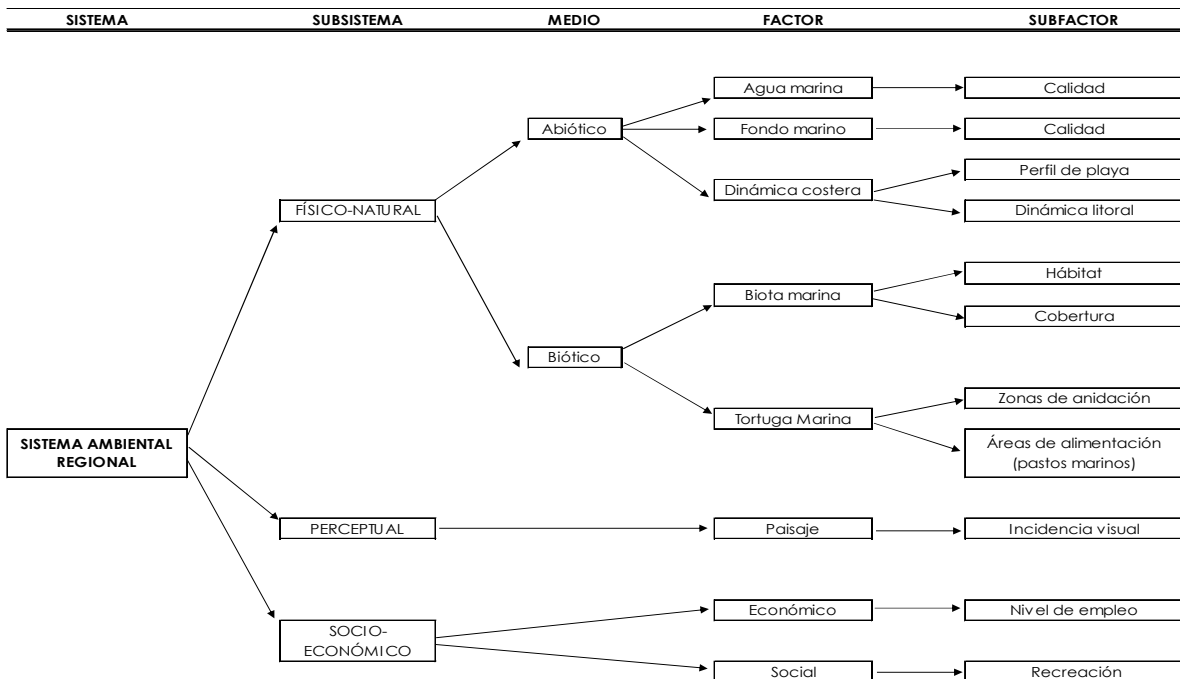 SISTEMA SUBSISTEMA MEDIO FACTOR SUBFACTOR
Agua marina Calidad
Abiótico Fondo marino Calidad
Perfil de playa
Dinámica costera
FÍSICO-NATURAL Dinámica litoral
Hábitat
Biota marina
Cobertura
Biótico
Zonas de anidación
Tortuga Marina
SISTEMA AMBIENTAL
REGIONAL
Áreas de alimentación
(pastos marinos)
PERCEPTUAL Paisaje Incidencia visual
Económico Nivel de empleo
SOCIO-
ECONÓMICO
Social Recreación